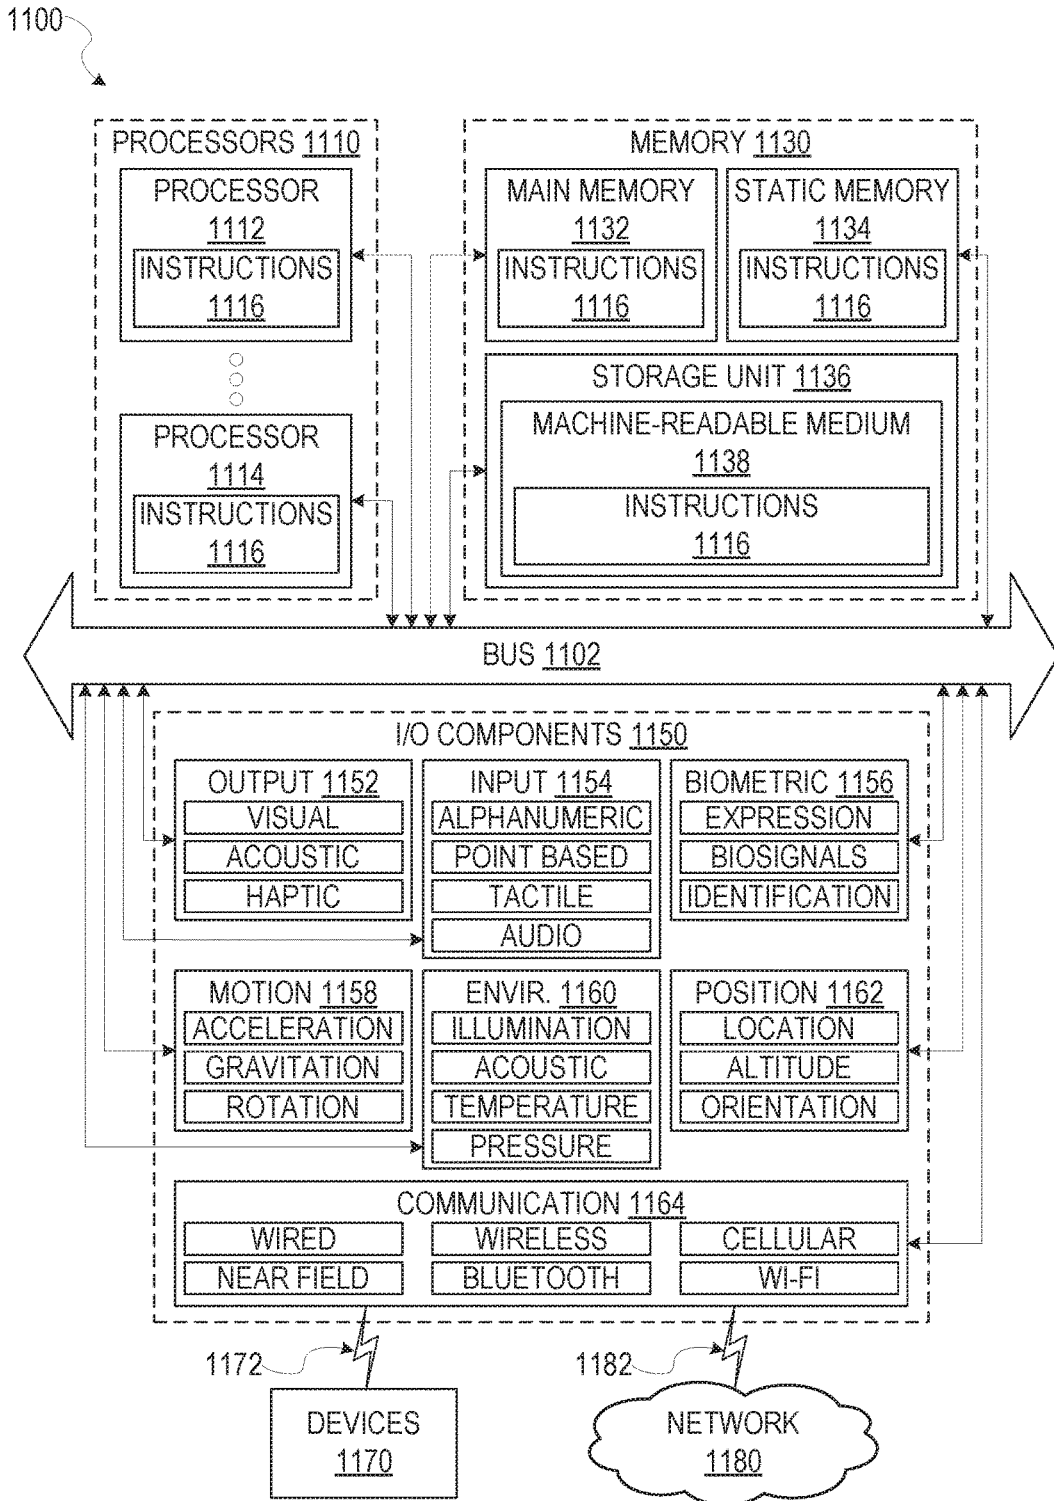 1100
PROCESSORS 1110
PROCESSOR
1112
INSTRUCTIONS
1116
PROCESSOR
1114
INSTRUCTIONS
1116
MEMORY 1130
MAIN MEMORY
1132
INSTRUCTIONS
1116
STATIC MEMORY
1134
INSTRUCTIONS
1116
STORAGE UNIT 1136
MACHINE-READABLE MEDIUM
1138
INSTRUCTIONS
1116
BUS 1102
I/O COMPONENTS 1150
OUTPUT 1152
VISUAL
ACOUSTIC
HAPTIC
INPUT 1154
ALPHANUMERIC
POINT BASED
TACTILE
AUDIO
BIOMETRIC 1156
EXPRESSION
BIOSIGNALS
IDENTIFICATION
MOTION 1158
ACCELERATION
GRAVITATION
ROTATION
ENVIR. 1160
ILLUMINATION
ACOUSTIC
TEMPERATURE
PRESSURE
POSITION 1162
LOCATION
ALTITUDE
ORIENTATION
COMMUNICATION 1164
WIRED
WIRELESS
CELLULAR
NEAR FIELD
BLUETOOTH
WI-FI
1172
1182
DEVICES
1170
NETWORK
1180